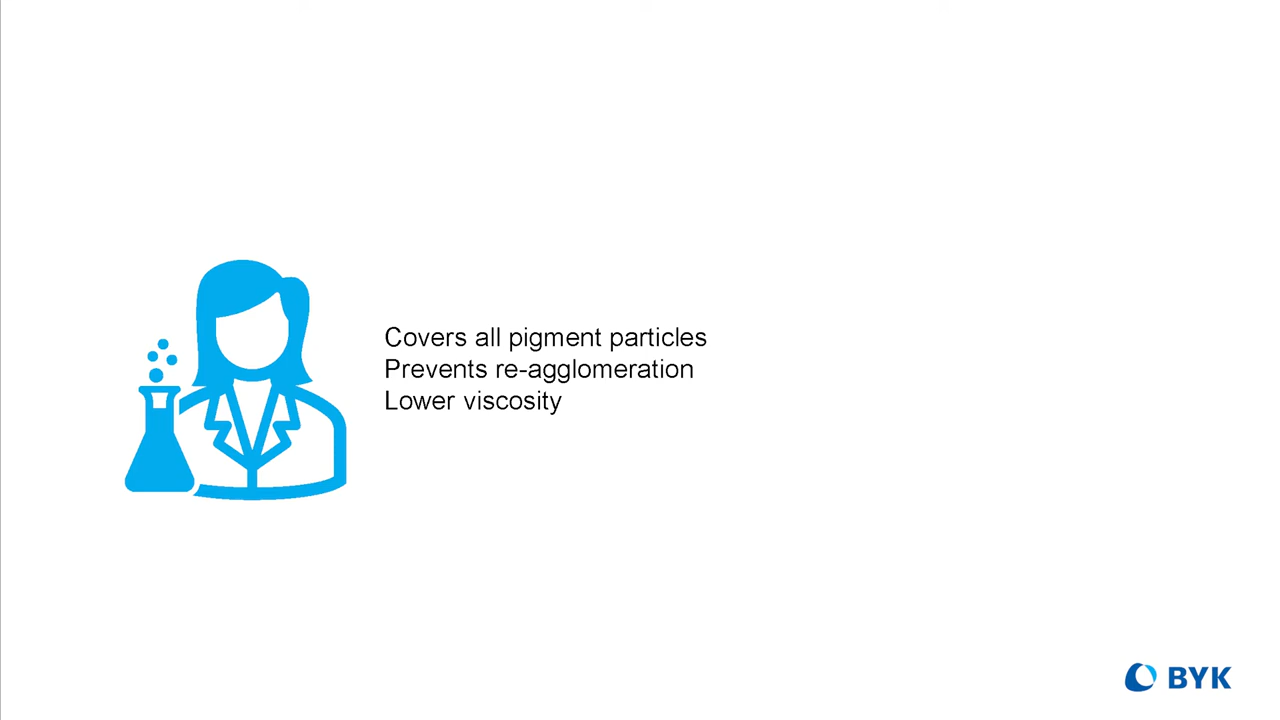 Covers all pigment particles
Prevents re-agglomeration
Lower viscosity
BYK